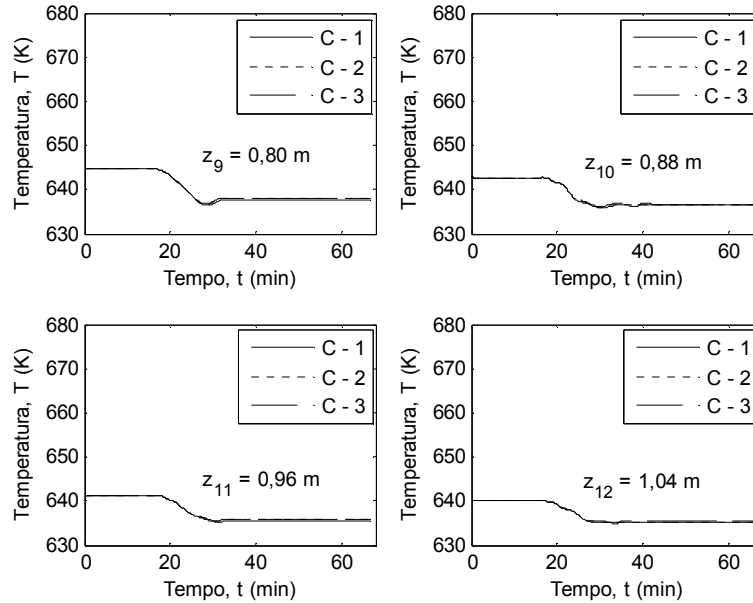 680
670
660
650
640
630
Temperatura, T (K)
C - 1
C - 2
C - 3
z9 = 0,80 m
0 20 40 60
Tempo, t (min)
680
670
660
650
640
630
Temperatura, T (K)
C - 1
C - 2
C - 3
z10 = 0,88 m
0 20 40 60
Tempo, t (min)
680
670
660
650
640
630
Temperatura, T (K)
C - 1
C - 2
C - 3
z11 = 0,96 m
0 20 40 60
Tempo, t (min)
680
670
660
650
640
630
Temperatura, T (K)
C - 1
C - 2
C - 3
z12 = 1,04 m
0 20 40 60
Tempo, t (min)